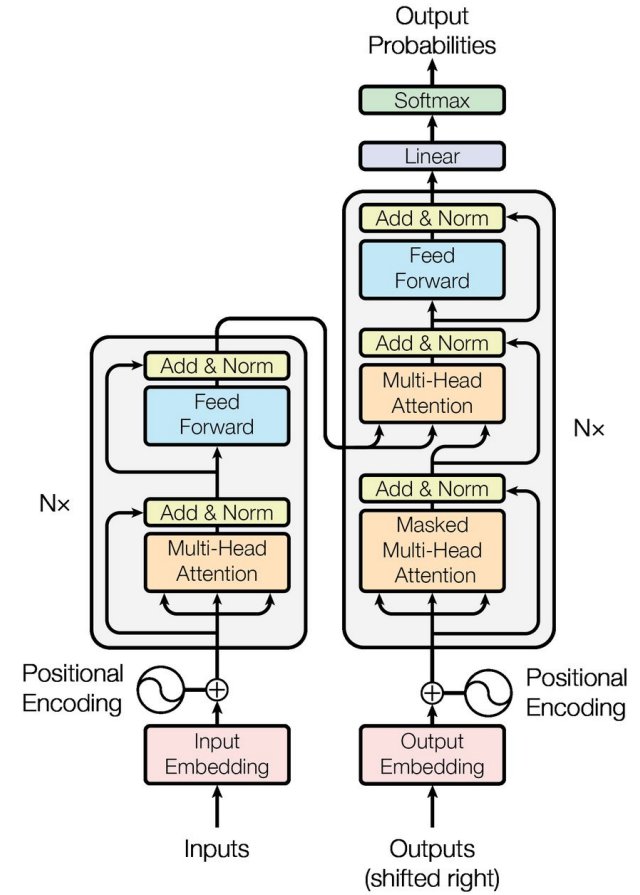 Output
Probabilities
Softmax
Linear
Add & Norm
Feed
Forward
Add & Norm
Multi-Head
Attention
Add & Norm
Masked
Multi-Head
Attention
Nx
Add & Norm
Feed
Forward
Add & Norm
Multi-Head
Attention
Nx
Positional
Encoding
Input
Embedding
Inputs
Positional
Encoding
Output
Embedding
Outputs
(shifted right)